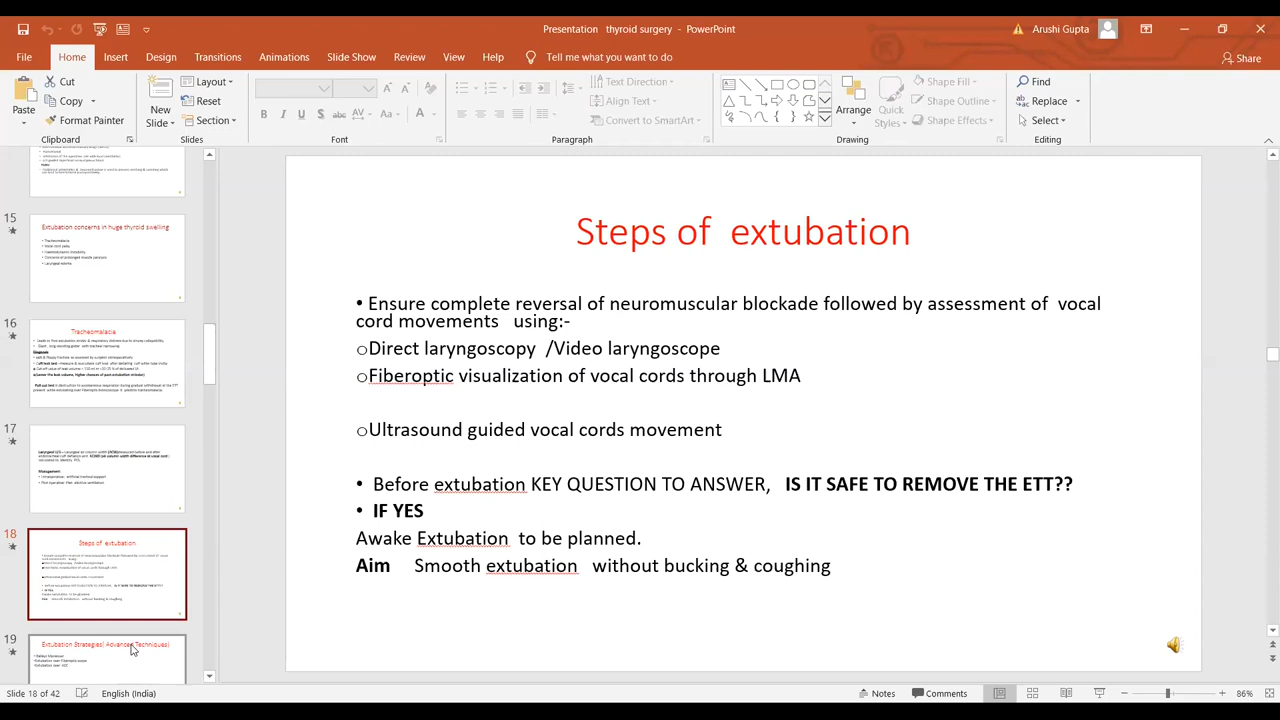 Presentation thyroid surgery - PowerPoint
Arushi Gupta
File Home Insert Design Transitions Animations Slide Show Review View Help Tell me what you want to do
Share
Paste
Cut
Copy
Format Painter
Clipboard
New Slide
Layout
Reset
Section
Slides
B I U S abc AV Aa A
Font
Text Direction
Align Text
Convert to SmartArt
Paragraph
Arrange
Quick Styles
Shape Fill
Shape Outline
Shape Effects
Drawing
Find
Replace
Select
Editing
15
Extubation concerns in huge thyroid swelling
16
Tracheomalacia
17
18
Steps of extubation
19
Extubation Strategies( Advanced Techniques)
Steps of extubation
• Ensure complete reversal of neuromuscular blockade followed by assessment of vocal
cord movements using:-
oDirect laryngoscopy /Video laryngoscope
oFiberoptic visualization of vocal cords through LMA
oUltrasound guided vocal cords movement
• Before extubation KEY QUESTION TO ANSWER, IS IT SAFE TO REMOVE THE ETT??
• IF YES
Awake Extubation to be planned.
Aim Smooth extubation without bucking & coughing
Slide 18 of 42 English (India)
Notes Comments 86%